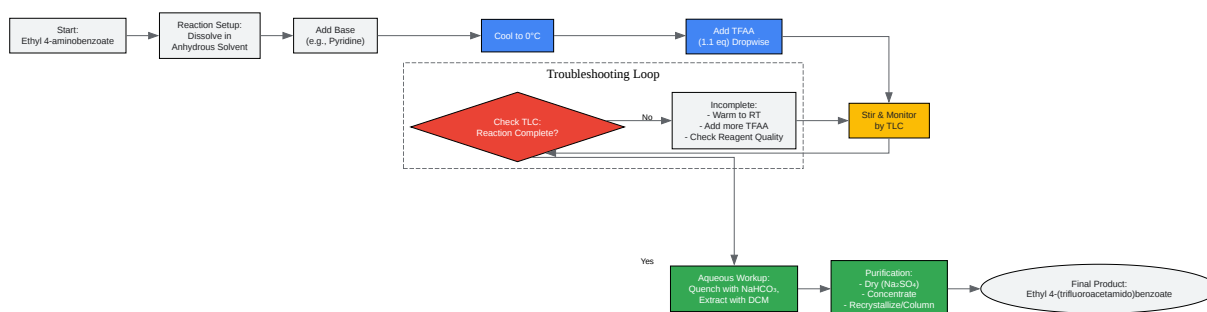 Start:
Ethyl 4-aminobenzoate
Reaction Setup:
Dissolve in
Anhydrous Solvent
Add Base
(e.g., Pyridine)
Cool to 0°C
Add TFAA
(1.1 eq) Dropwise
Troubleshooting Loop
Check TLC:
Reaction Complete?
No
Incomplete:
- Warm to RT
- Add more TFAA
- Check Reagent Quality
Stir & Monitor
by TLC
Yes
Aqueous Workup:
Quench with NaHCO₃,
Extract with DCM
Purification:
- Dry (Na₂SO₄)
- Concentrate
- Recrystallize/Column
Final Product:
Ethyl 4-(trifluoroacetamido)benzoate